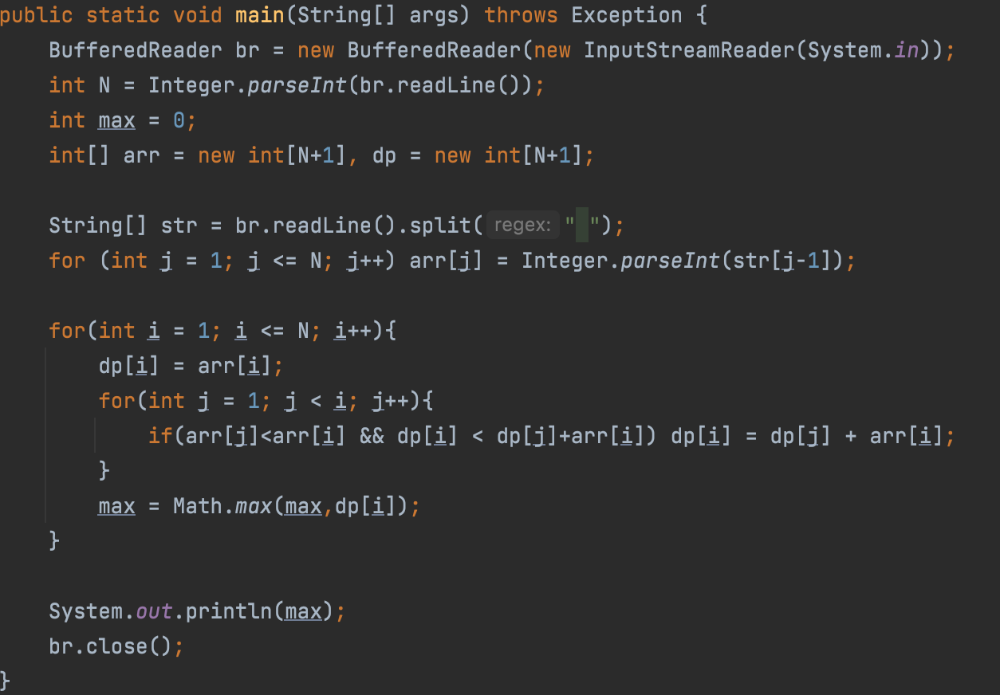 public static void main(String[] args) throws Exception {
    BufferedReader br = new BufferedReader(new InputStreamReader(System.in));
    int N = Integer.parseInt(br.readLine());
    int max = 0;
    int[] arr = new int[N+1], dp = new int[N+1];

    String[] str = br.readLine().split( regex: " ");
    for (int j = 1; j <= N; j++) arr[j] = Integer.parseInt(str[j-1]);

    for(int i = 1; i <= N; i++){
        dp[i] = arr[i];
        for(int j = 1; j < i; j++){
            if(arr[j]<arr[i] && dp[i] < dp[j]+arr[i]) dp[i] = dp[j] + arr[i];
        }
        max = Math.max(max,dp[i]);
    }

    System.out.println(max);
    br.close();
}